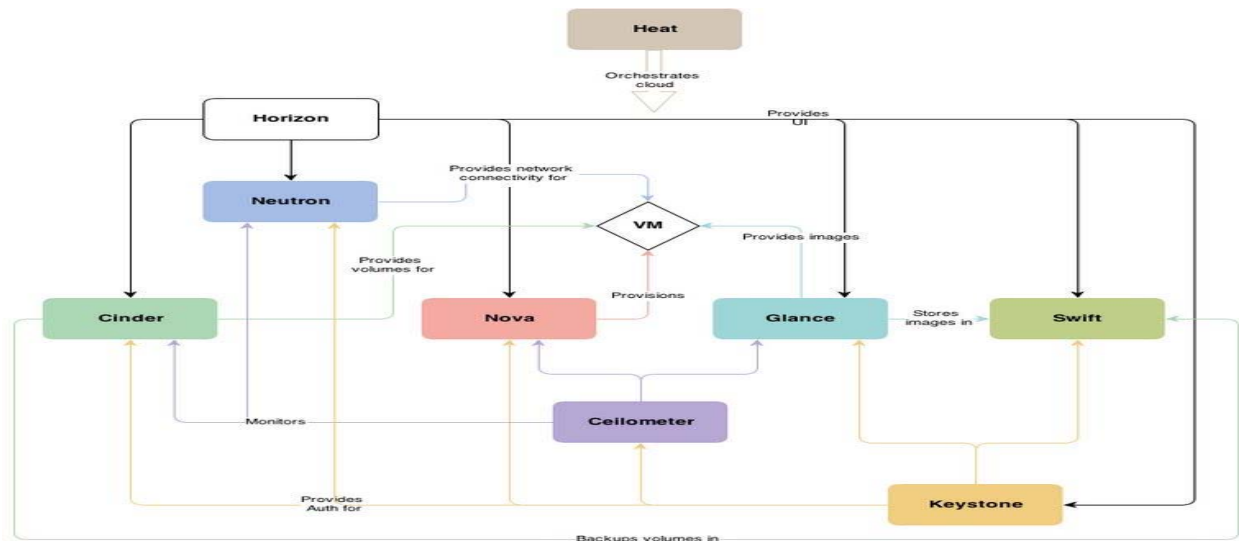 Heat
Orchestrates
cloud
Horizon
Provides
UI
Provides network
connectivity for
Neutron
VM
Provides images
Provides
volumes for
Provisions
Cinder
Nova
Glance
Stores
images in
Swift
Monitors
Ceilometer
Provides
Auth for
Keystone
Backups volumes in